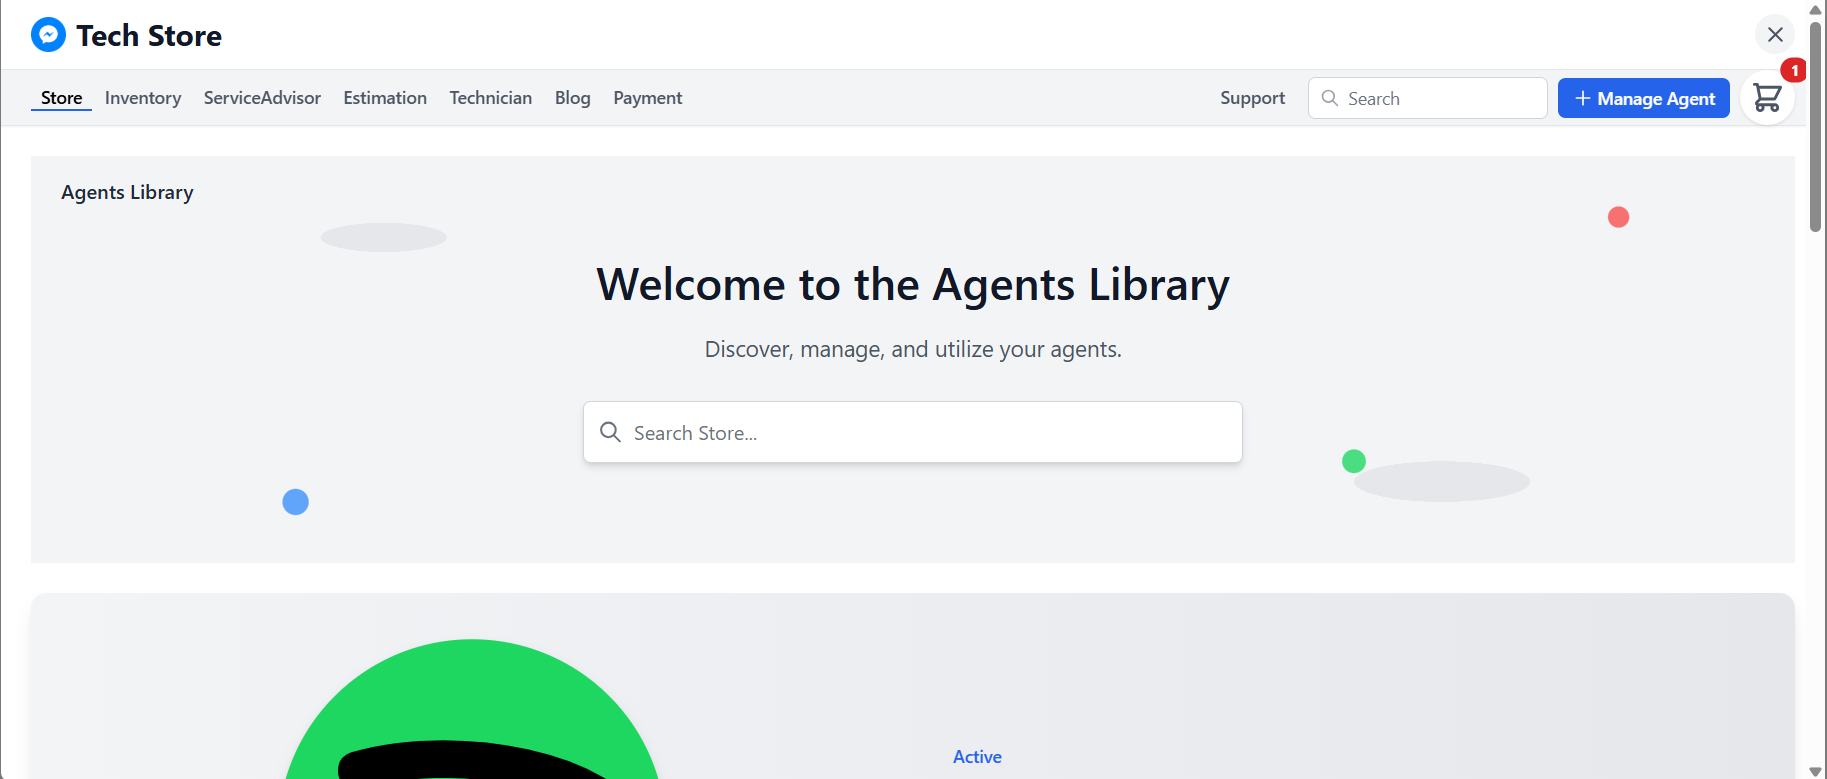 Tech Store
Store Inventory ServiceAdvisor Estimation Technician Blog Payment Support Search + Manage Agent 1
Agents Library
Welcome to the Agents Library
Discover, manage, and utilize your agents.
Search Store...
Active